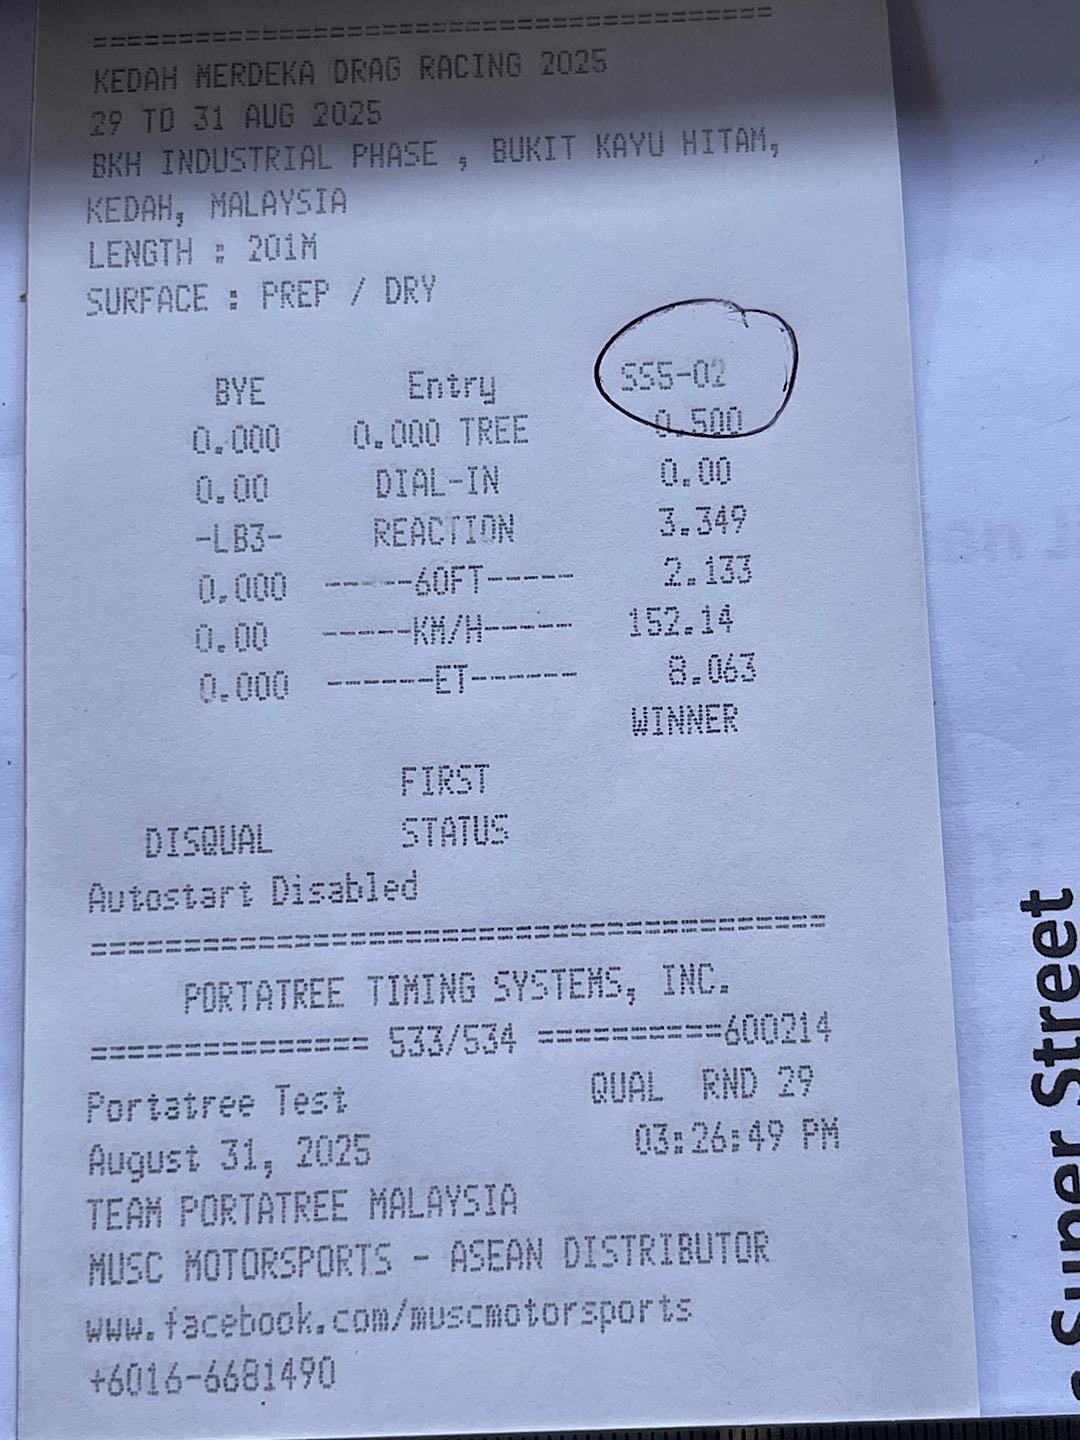 =======================================
KEDAH MERDEKA DRAG RACING 2025
29 TO 31 AUG 2025
BKH INDUSTRIAL PHASE , BUKIT KAYU HITAM,
KEDAH, MALAYSIA
LENGTH : 201M
SURFACE : PREP / DRY
BYE Entry SSS-02
0.000 0.000 TREE 0.500
0.00 DIAL-IN 0.00
-LB3- REACTION 3.349
0.000 ------60FT------ 2.133
0.00 ------KM/H------ 152.14
0.000 -------ET------- 8.063
WINNER
FIRST
DISQUAL STATUS
Autostart Disabled
========================================
PORTATREE TIMING SYSTEMS, INC.
=============== 533/534 ==========600214
Portatree Test QUAL RND 29
August 31, 2025 03:26:49 PM
TEAM PORTATREE MALAYSIA
MUSC MOTORSPORTS - ASEAN DISTRIBUTOR
www.facebook.com/muscmotorsports
+6016-6681490
Super Street